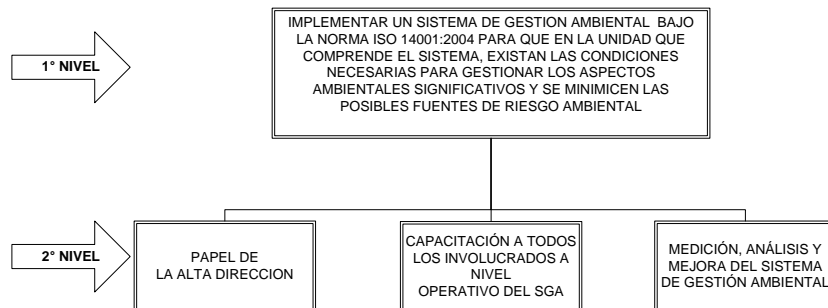 IMPLEMENTAR UN SISTEMA DE GESTION AMBIENTAL BAJO
LA NORMA ISO 14001:2004 PARA QUE EN LA UNIDAD QUE
COMPRENDE EL SISTEMA, EXISTAN LAS CONDICIONES
NECESARIAS PARA GESTIONAR LOS ASPECTOS
AMBIENTALES SIGNIFICATIVOS Y SE MINIMICEN LAS
POSIBLES FUENTES DE RIESGO AMBIENTAL
1° NIVEL
2° NIVEL
PAPEL DE
LA ALTA DIRECCION
CAPACITACIÓN A TODOS
LOS INVOLUCRADOS A
NIVEL
OPERATIVO DEL SGA
MEDICIÓN, ANÁLISIS Y
MEJORA DEL SISTEMA
DE GESTIÓN AMBIENTAL